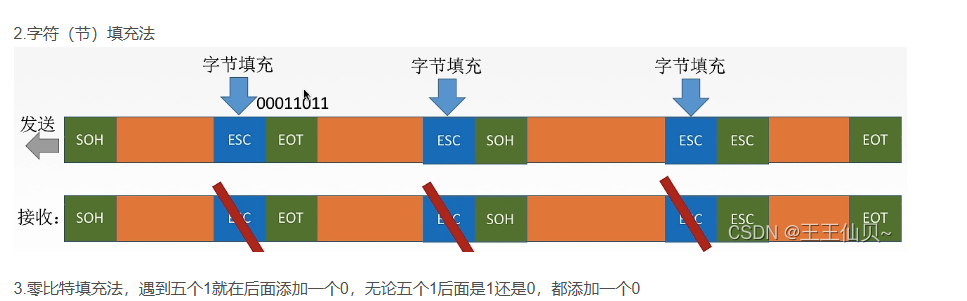 2.字符（节）填充法
字节填充 字节填充 字节填充
00011011
发送
SOH ESC EOT ESC SOH ESC ESC EOT
接收： SOH ESC EOT ESC SOH ESC ESC EOT
CSDN @王王仙贝~
3.零比特填充法，遇到五个1就在后面添加一个0，无论五个1后面是1还是0，都添加一个0